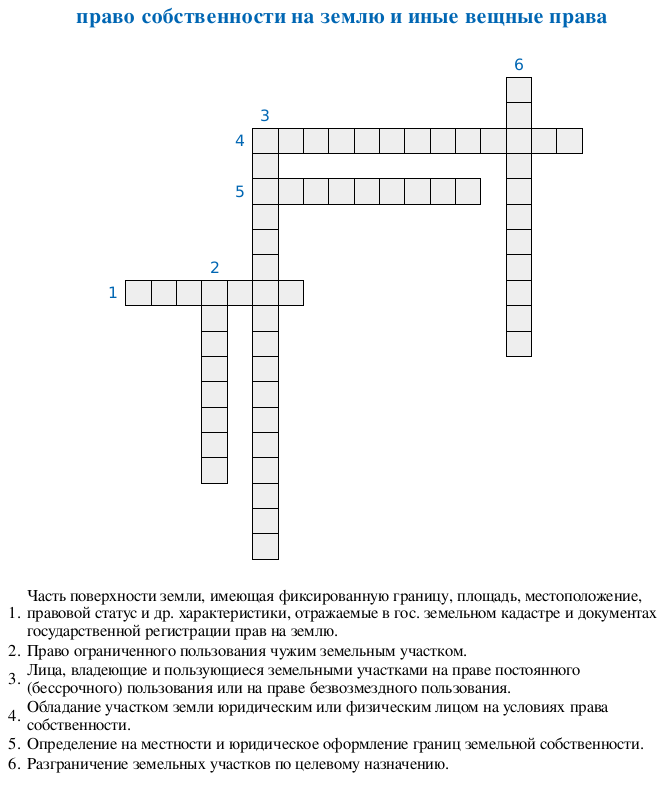 право собственности на землю и иные вещные права
6
3
4
5
2
1
Часть поверхности земли, имеющая фиксированную границу, площадь, местоположение,
1. правовой статус и др. характеристики, отражаемые в гос. земельном кадастре и документах
государственной регистрации прав на землю.
2. Право ограниченного пользования чужим земельным участком.
3. Лица, владеющие и пользующиеся земельными участками на праве постоянного
(бессрочного) пользования или на праве безвозмездного пользования.
4. Обладание участком земли юридическим или физическим лицом на условиях права
собственности.
5. Определение на местности и юридическое оформление границ земельной собственности.
6. Разграничение земельных участков по целевому назначению.